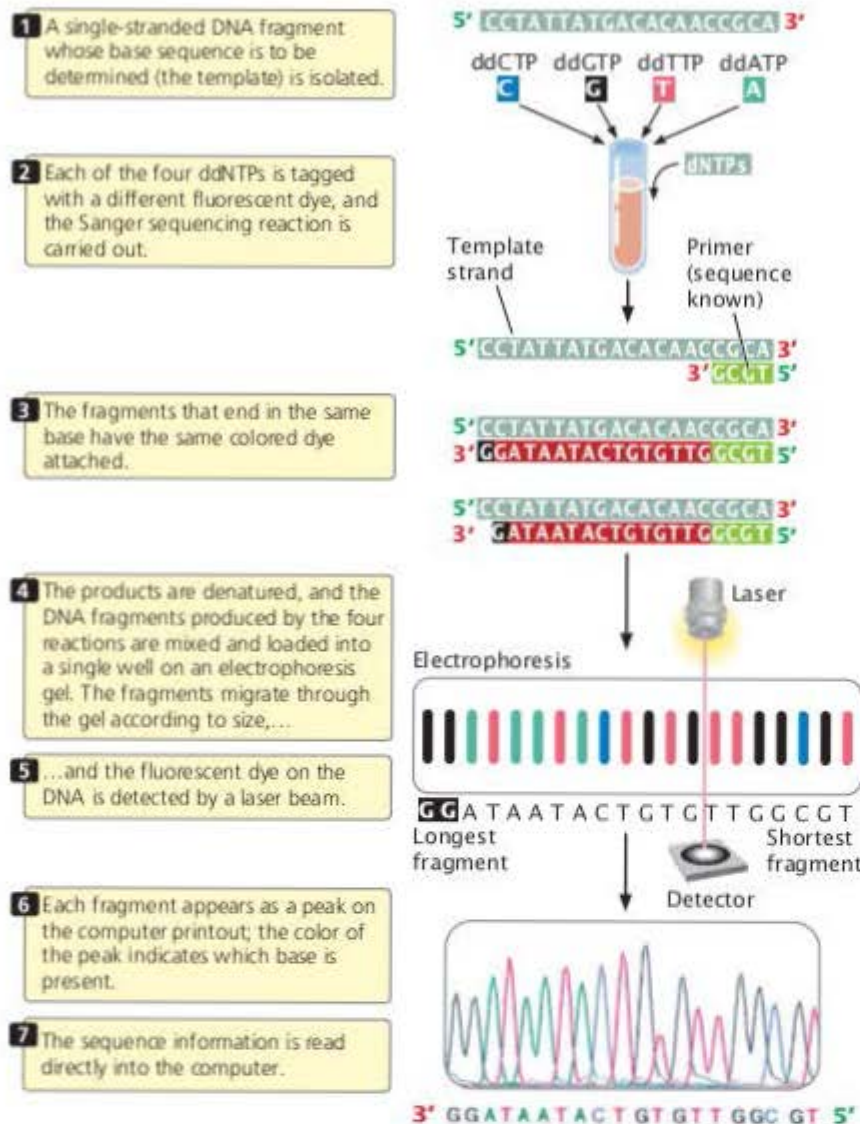 1 A single-stranded DNA fragment
whose base sequence is to be
determined (the template) is isolated.
5' CCTATTATGACACAACCGCA 3'
ddCTP ddGTP ddTTP ddATP
C G T A
dNTPs
2 Each of the four ddNTPs is tagged
with a different fluorescent dye, and
the Sanger sequencing reaction is
carried out.
Template
strand
Primer
(sequence
known)
5' CCTATTATGACACAACCGCA 3'
3' GCGT 5'
3 The fragments that end in the same
base have the same colored dye
attached.
5' CCTATTATGACACAACCGCA 3'
3' GGATAATACTGTGTTGGCGT 5'
5' CCTATTATGACACAACCGCA 3'
3' GATAATACTGTGTTGGCGT 5'
4 The products are denatured, and the
DNA fragments produced by the four
reactions are mixed and loaded into
a single well on an electrophoresis
gel. The fragments migrate through
the gel according to size,...
Laser
Electrophoresis
5 ...and the fluorescent dye on the
DNA is detected by a laser beam.
G G A T A A T A C T G T G T T G G C G T
Longest
fragment
Shortest
fragment
Detector
6 Each fragment appears as a peak on
the computer printout; the color of
the peak indicates which base is
present.
7 The sequence information is read
directly into the computer.
3' GGATAATACTGTGTTGGC GT 5'